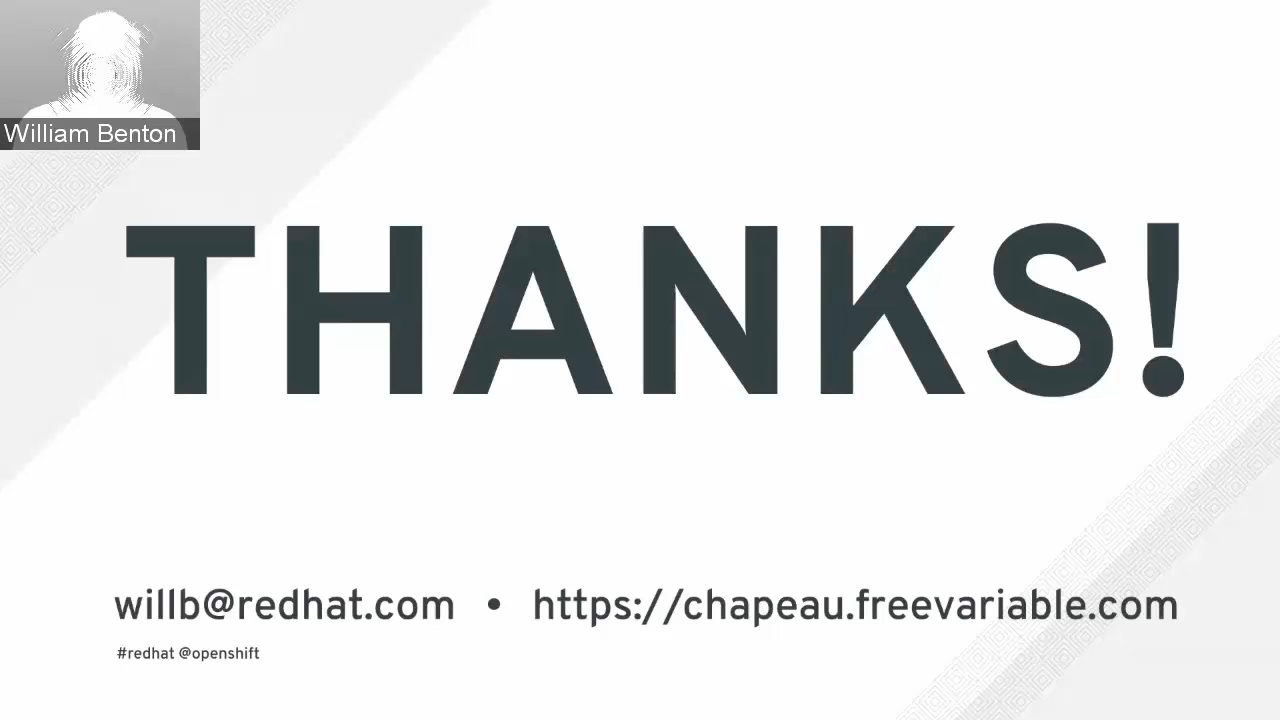 William Benton
THANKS!
willb@redhat.com • https://chapeau.freevariable.com
#redhat @openshift